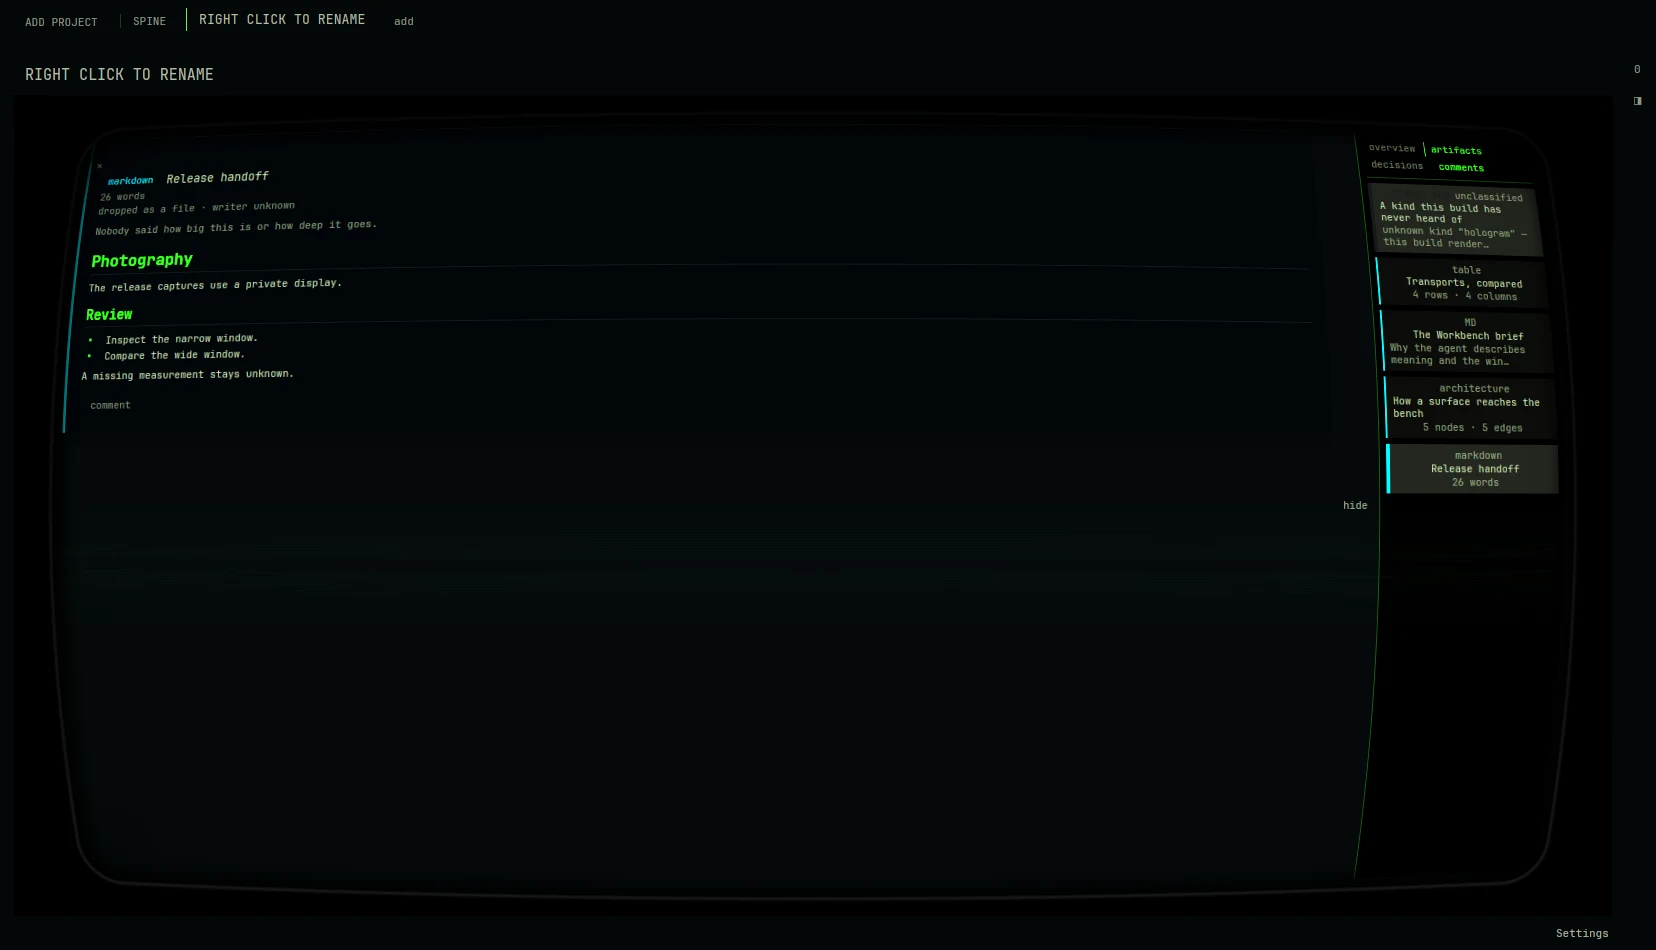 ADD PROJECT SPINE RIGHT CLICK TO RENAME add
RIGHT CLICK TO RENAME
0
×
markdown Release handoff
26 words
dropped as a file · writer unknown
Nobody said how big this is or how deep it goes.
Photography
The release captures use a private display.
Review
• Inspect the narrow window.
• Compare the wide window.
A missing measurement stays unknown.
comment
hide
overview artifacts
decisions comments
unclassified
A kind this build has
never heard of
unknown kind "hologram" —
this build render…
table
Transports, compared
4 rows · 4 columns
MD
The Workbench brief
Why the agent describes
meaning and the win…
architecture
How a surface reaches the
bench
5 nodes · 5 edges
markdown
Release handoff
26 words
Settings